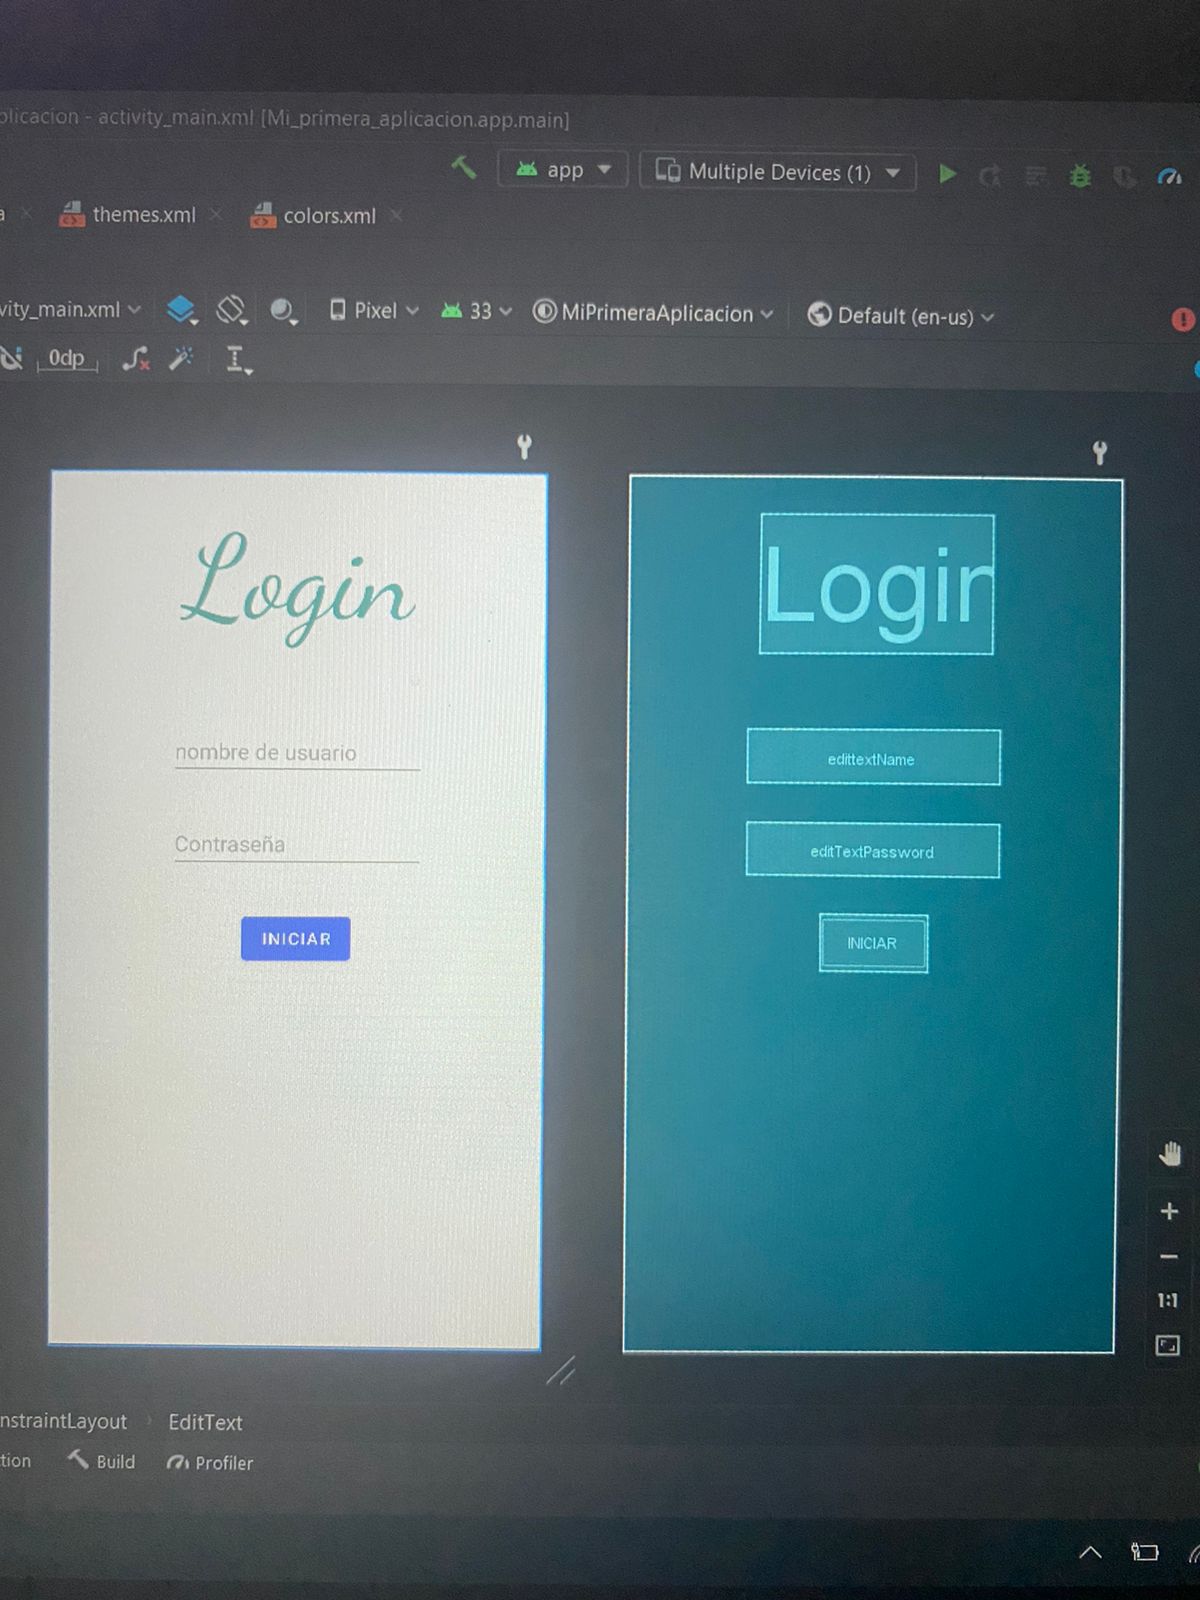 plicacion - activity_main.xml [Mi_primera_aplicacion.app.main]
app Multiple Devices (1)
a themes.xml colors.xml
vity_main.xml Pixel 33 MiPrimeraAplicacion Default (en-us)
0dp
Login
Login
nombre de usuario
edittextName
Contraseña
editTextPassword
INICIAR
INICIAR
1:1
nstraintLayout EditText
tion Build Profiler